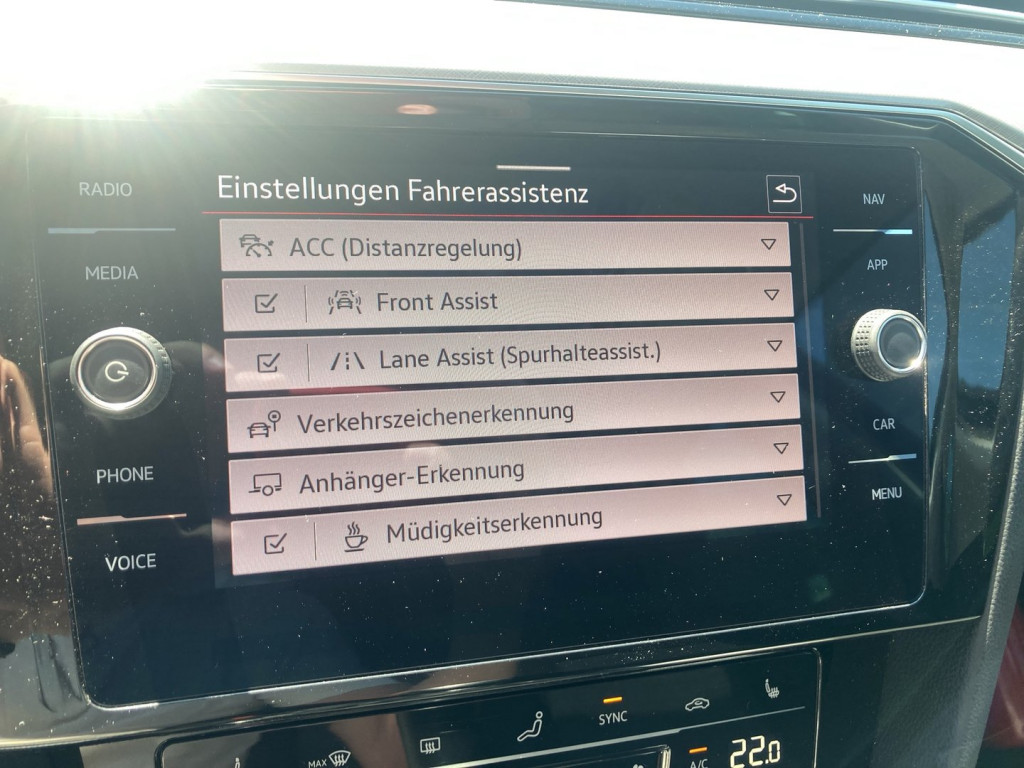 Einstellungen Fahrerassistenz
ACC (Distanzregelung)
Front Assist
Lane Assist (Spurhalteassist.)
Verkehrszeichenerkennung
Anhänger-Erkennung
Müdigkeitserkennung
RADIO
MEDIA
PHONE
VOICE
NAV
APP
CAR
MENU
SYNC
MAX
A/C
22.0